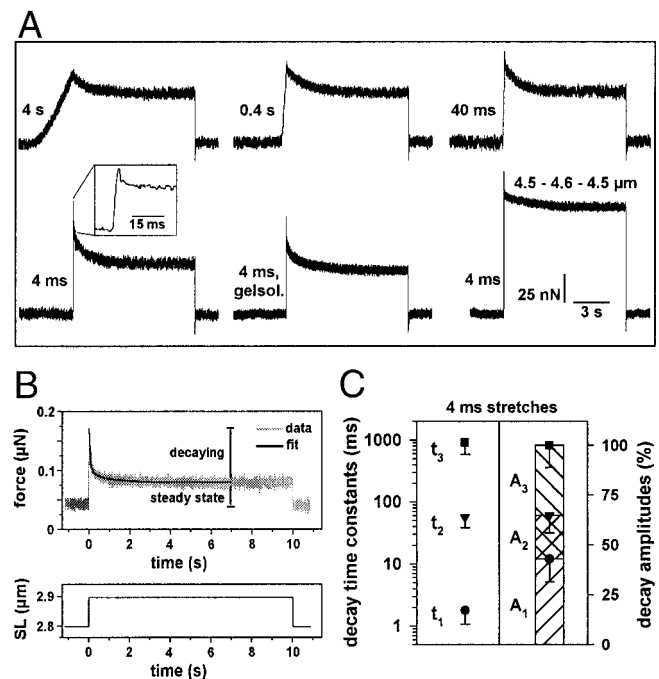 A
4 s
0.4 s
40 ms
15 ms
4 ms
4 ms,
gelsol.
4.5 - 4.6 - 4.5 µm
4 ms
25 nN
3 s
B
0.2
0.1
0
force (µN)
data
fit
decaying
steady state
0 2 4 6 8 10
time (s)
2.9
2.8
SL (µm)
0 2 4 6 8 10
time (s)
C
4 ms stretches
decay time constants (ms)
1000
100
10
1
t3
t2
t1
A3
A2
A1
100
75
50
25
0
decay amplitudes (%)